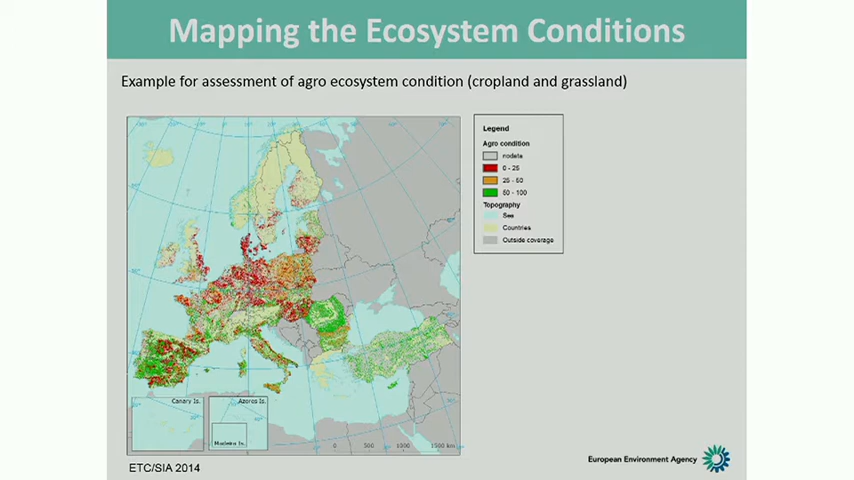 Mapping the Ecosystem Conditions
Example for assessment of agro ecosystem condition (cropland and grassland)
Legend
Agro condition
nodata
0 - 25
25 - 50
50 - 100
Topography
Sea
Countries
Outside coverage
Canary Is.
Azores Is.
Madeira Is.
0 500 1000 1500 km
ETC/SIA 2014
European Environment Agency